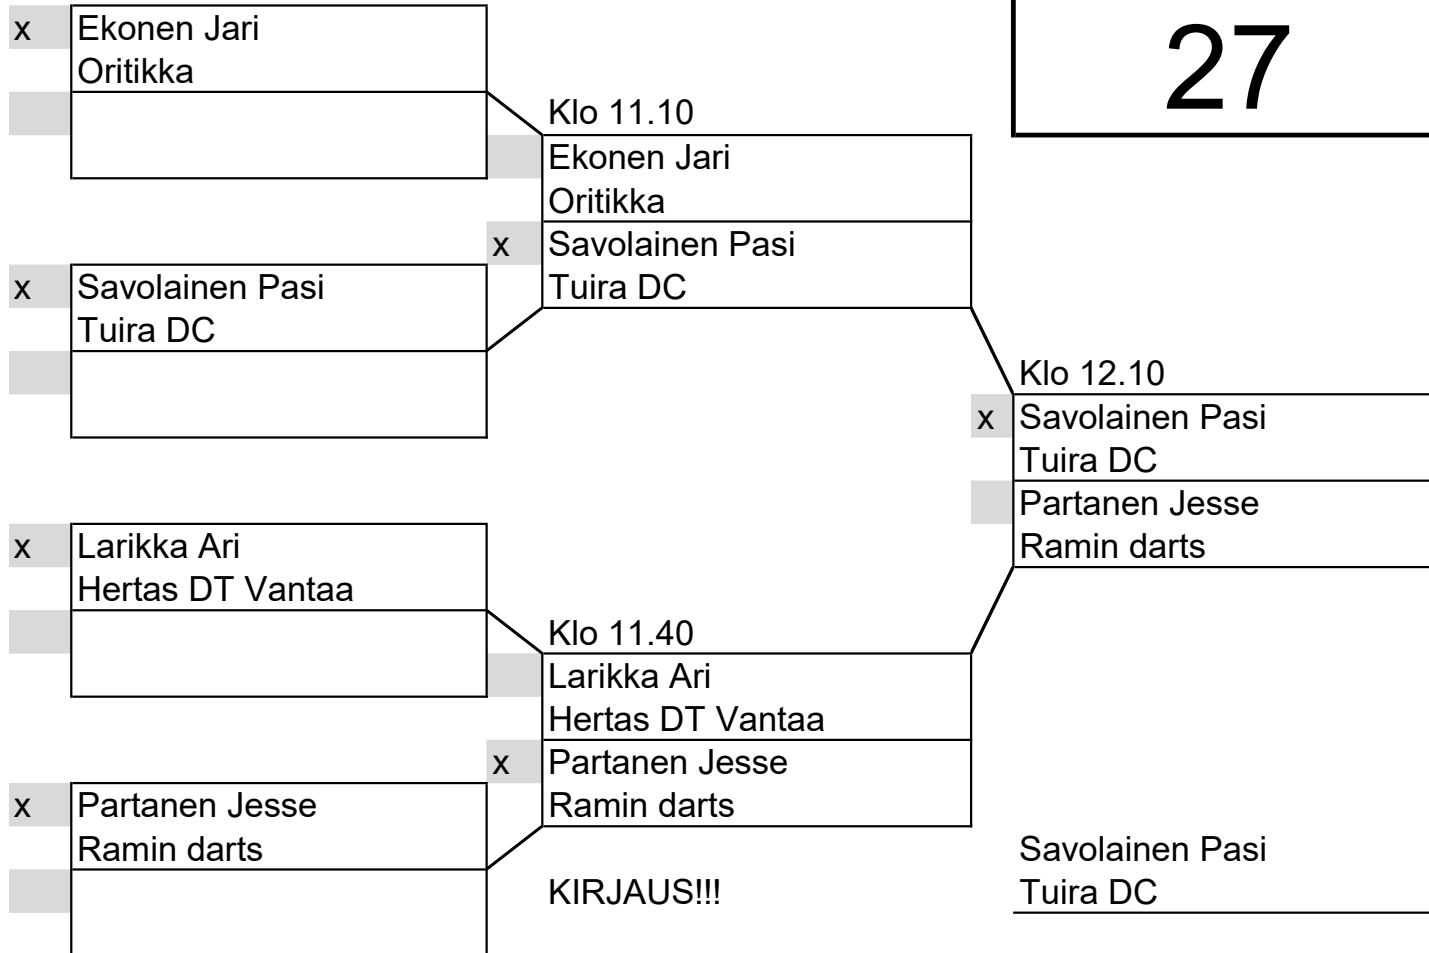 x Ekonen Jari
Oritikka
27
Klo 11.10
Ekonen Jari
Oritikka
x Savolainen Pasi
Tuira DC
x Savolainen Pasi
Tuira DC
Klo 12.10
x Savolainen Pasi
Tuira DC
Partanen Jesse
Ramin darts
x Larikka Ari
Hertas DT Vantaa
Klo 11.40
Larikka Ari
Hertas DT Vantaa
x Partanen Jesse
Ramin darts
x Partanen Jesse
Ramin darts
KIRJAUS!!!
Savolainen Pasi
Tuira DC